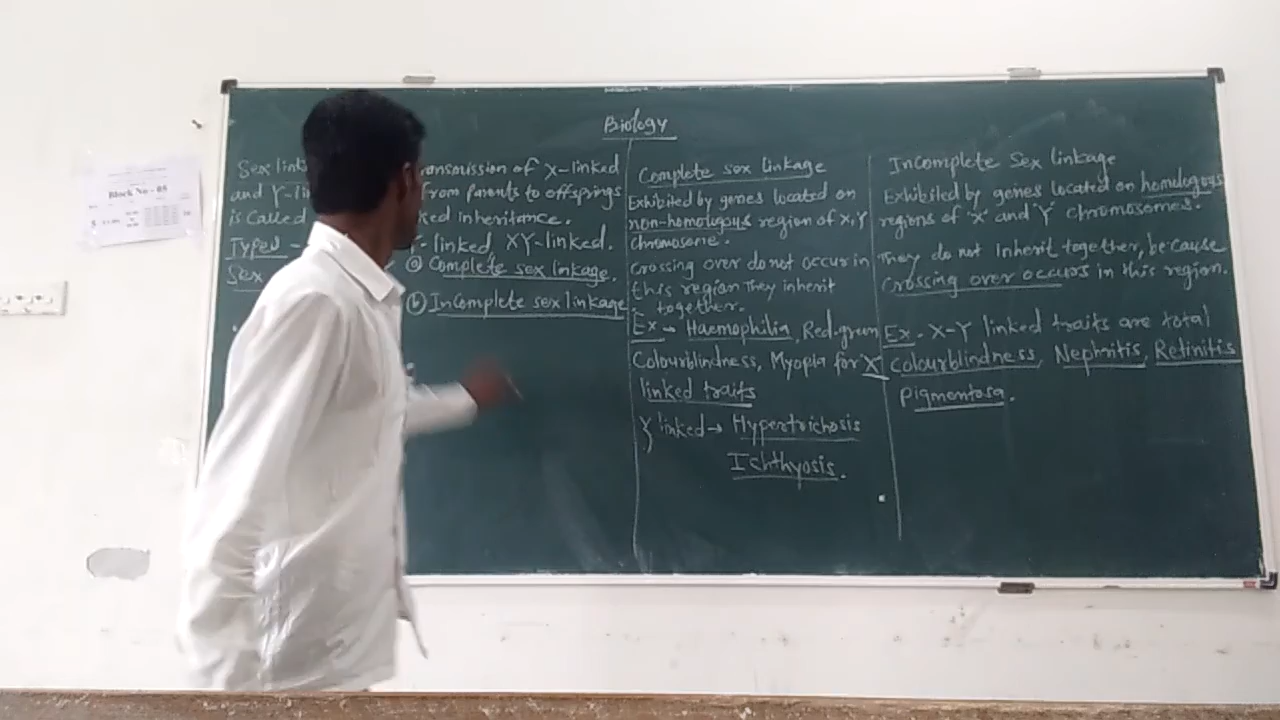 Block No - 05
Biology
Sex
ansmission of X-linked
and Y-li from parents to offsprings
is called ked inheritance.
Types - - linked, XY-linked.
Sex (a) Complete sex linkage.
(b) Incomplete sex linkage
Complete sex linkage
Exhibited by genes located on
non-homologous region of X, Y
chromosome.
Crossing over do not occur in
this region They inherit
together.
Ex → Haemophilia, Red-green
Colourblindness, Myopia for X
linked traits
Y linked → Hypertrichosis
Ichthyosis.
Incomplete Sex linkage
Exhibited by genes located on homologous
regions of 'X' and 'Y' chromosomes.
They do not inherit together, because
Crossing over occurs in this region.
Ex - X-Y linked traits are total
Colourblindness, Nephritis, Retinitis
pigmentosa.